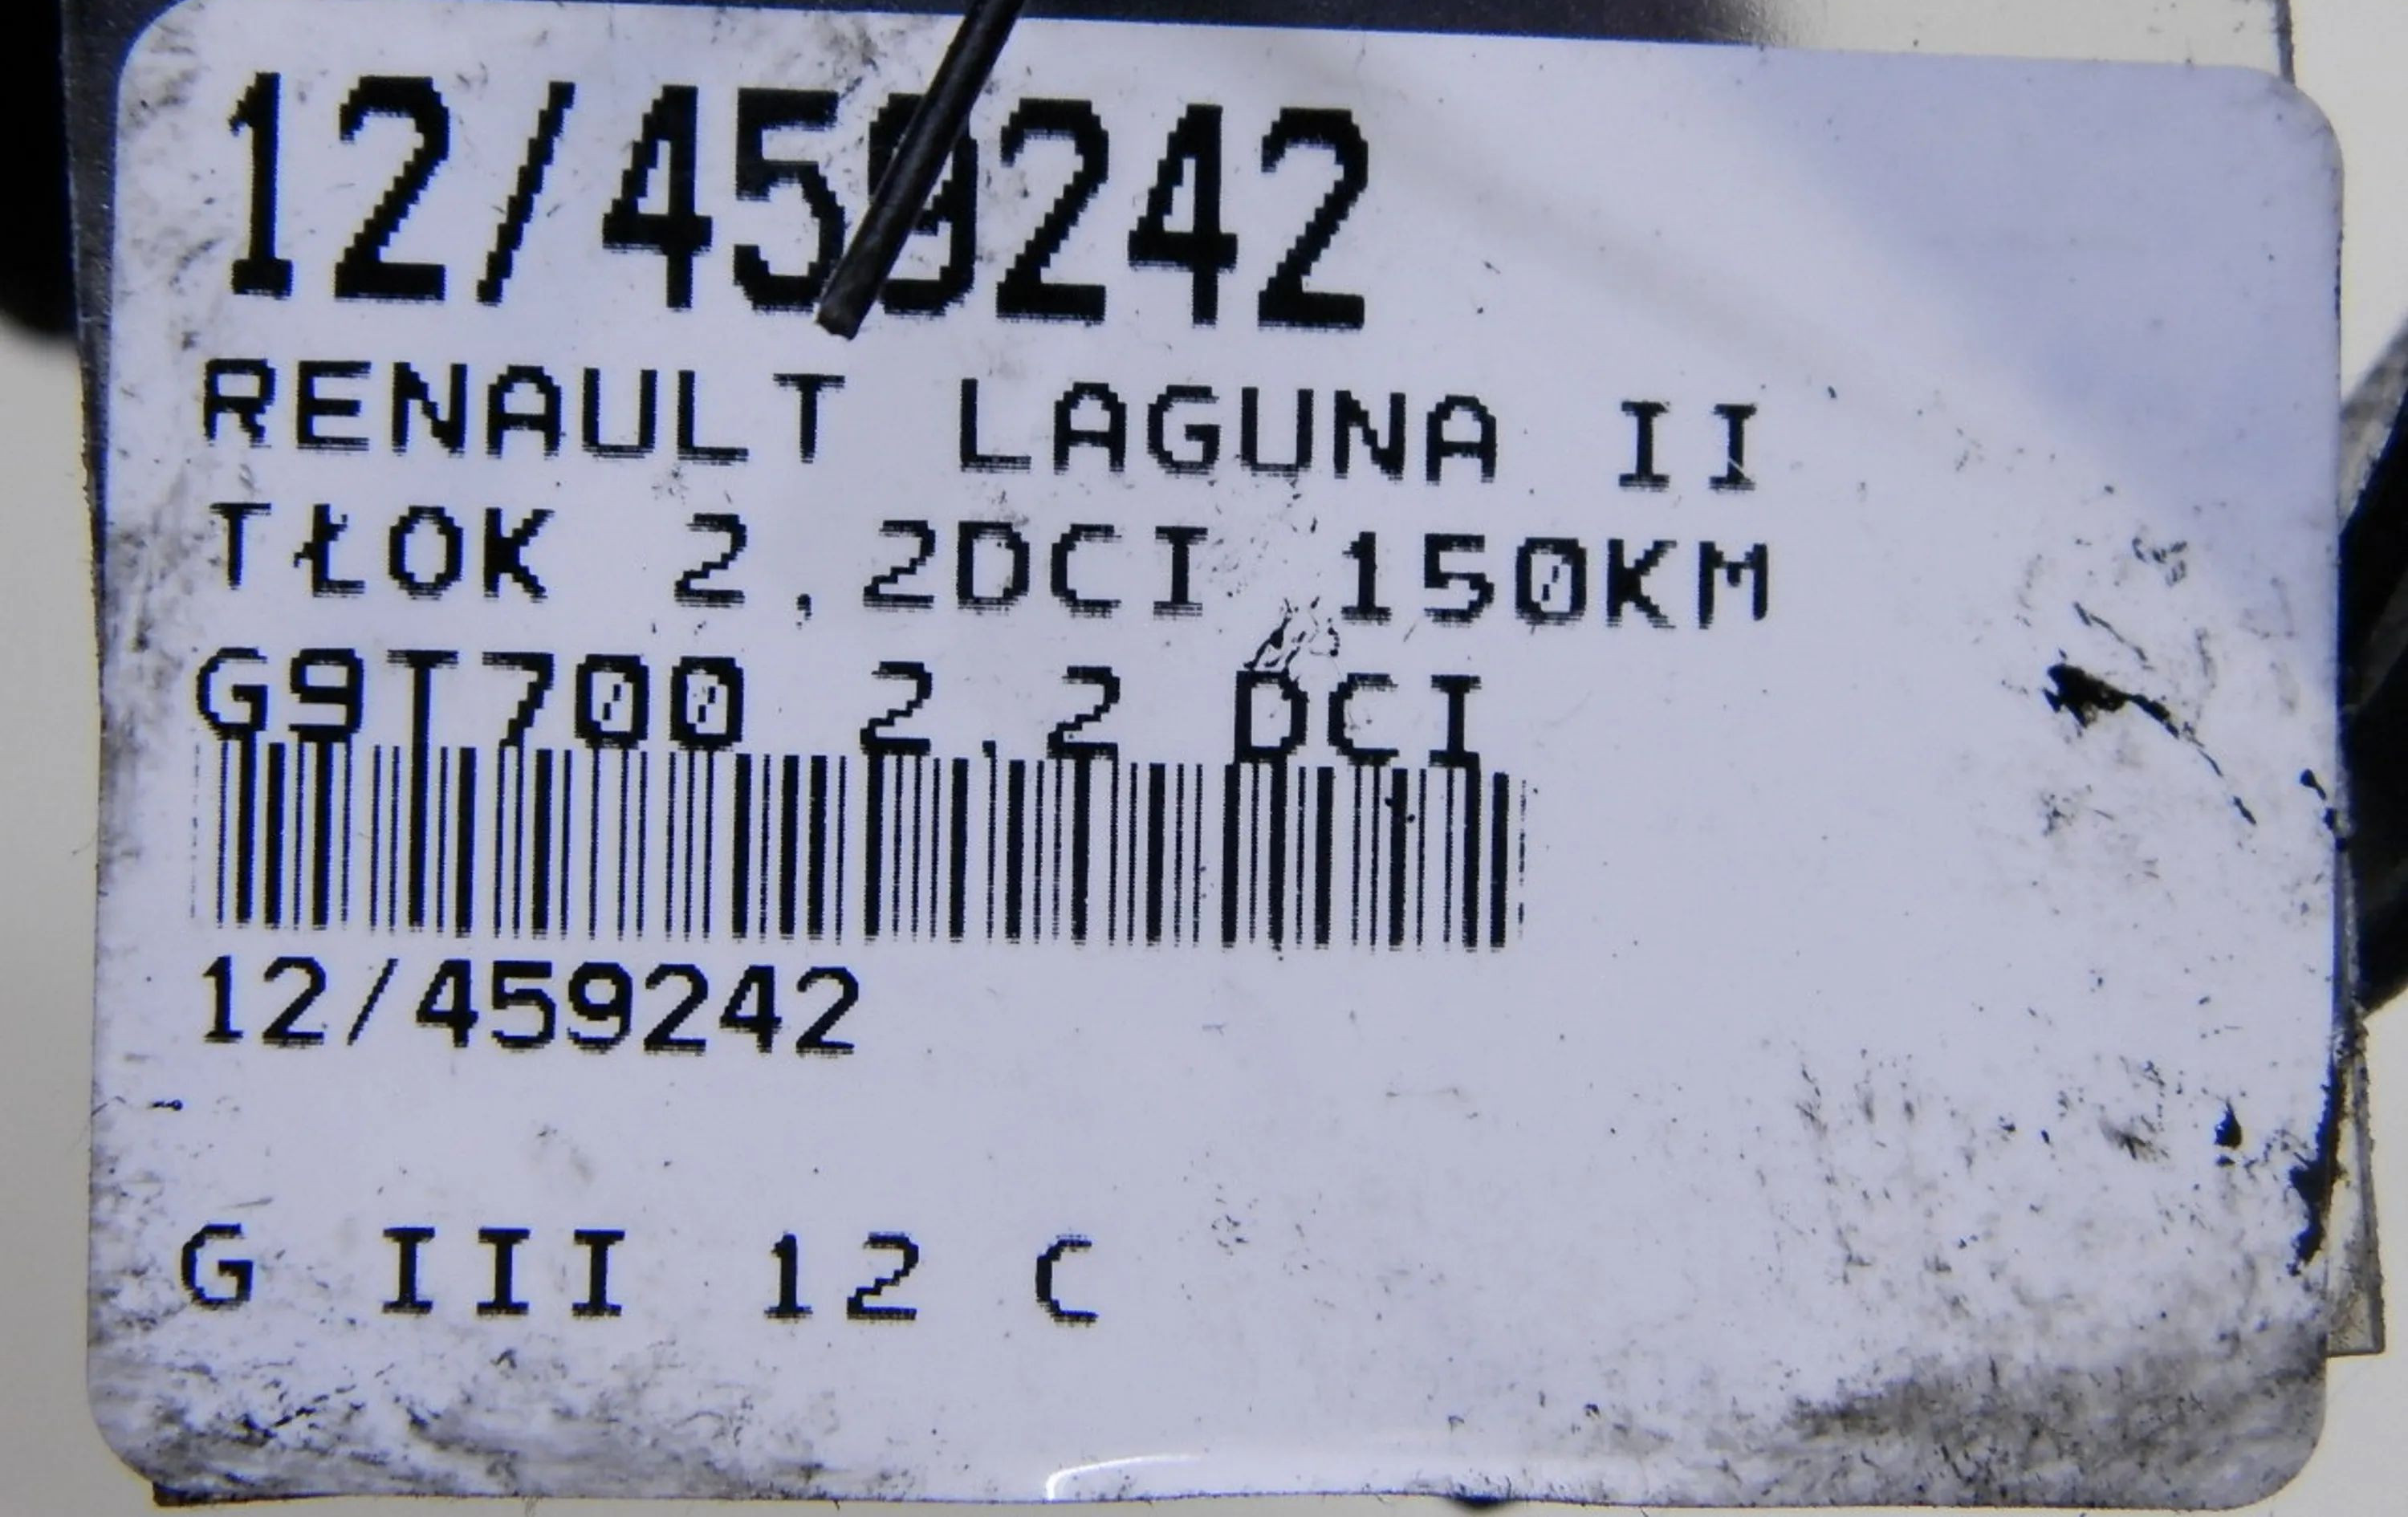 12/459242
RENAULT LAGUNA II
TŁOK 2,2DCI 150KM
G9T700 2.2 DCI
12/459242
G III 12 C